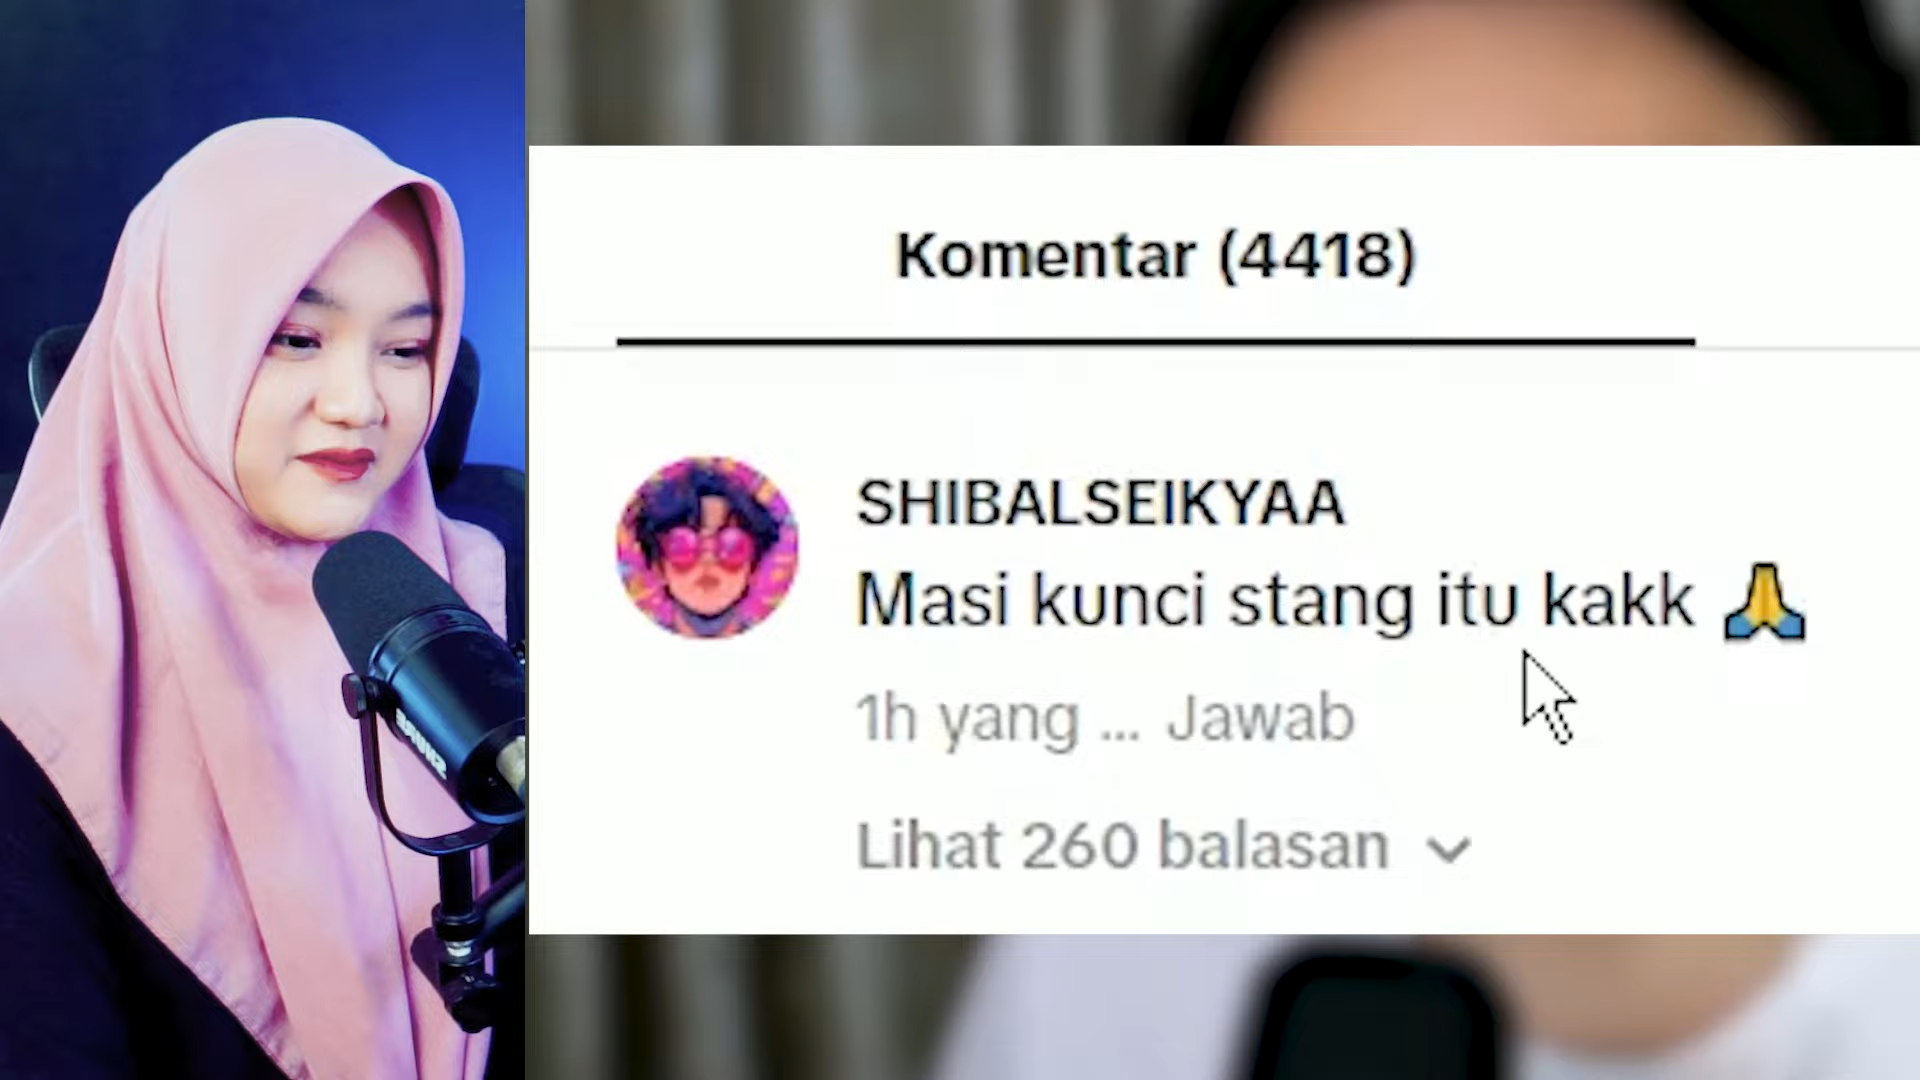 Komentar (4418)
SHIBALSEIKYAA
Masi kunci stang itu kakk 🙏
1h yang ... Jawab
Lihat 260 balasan